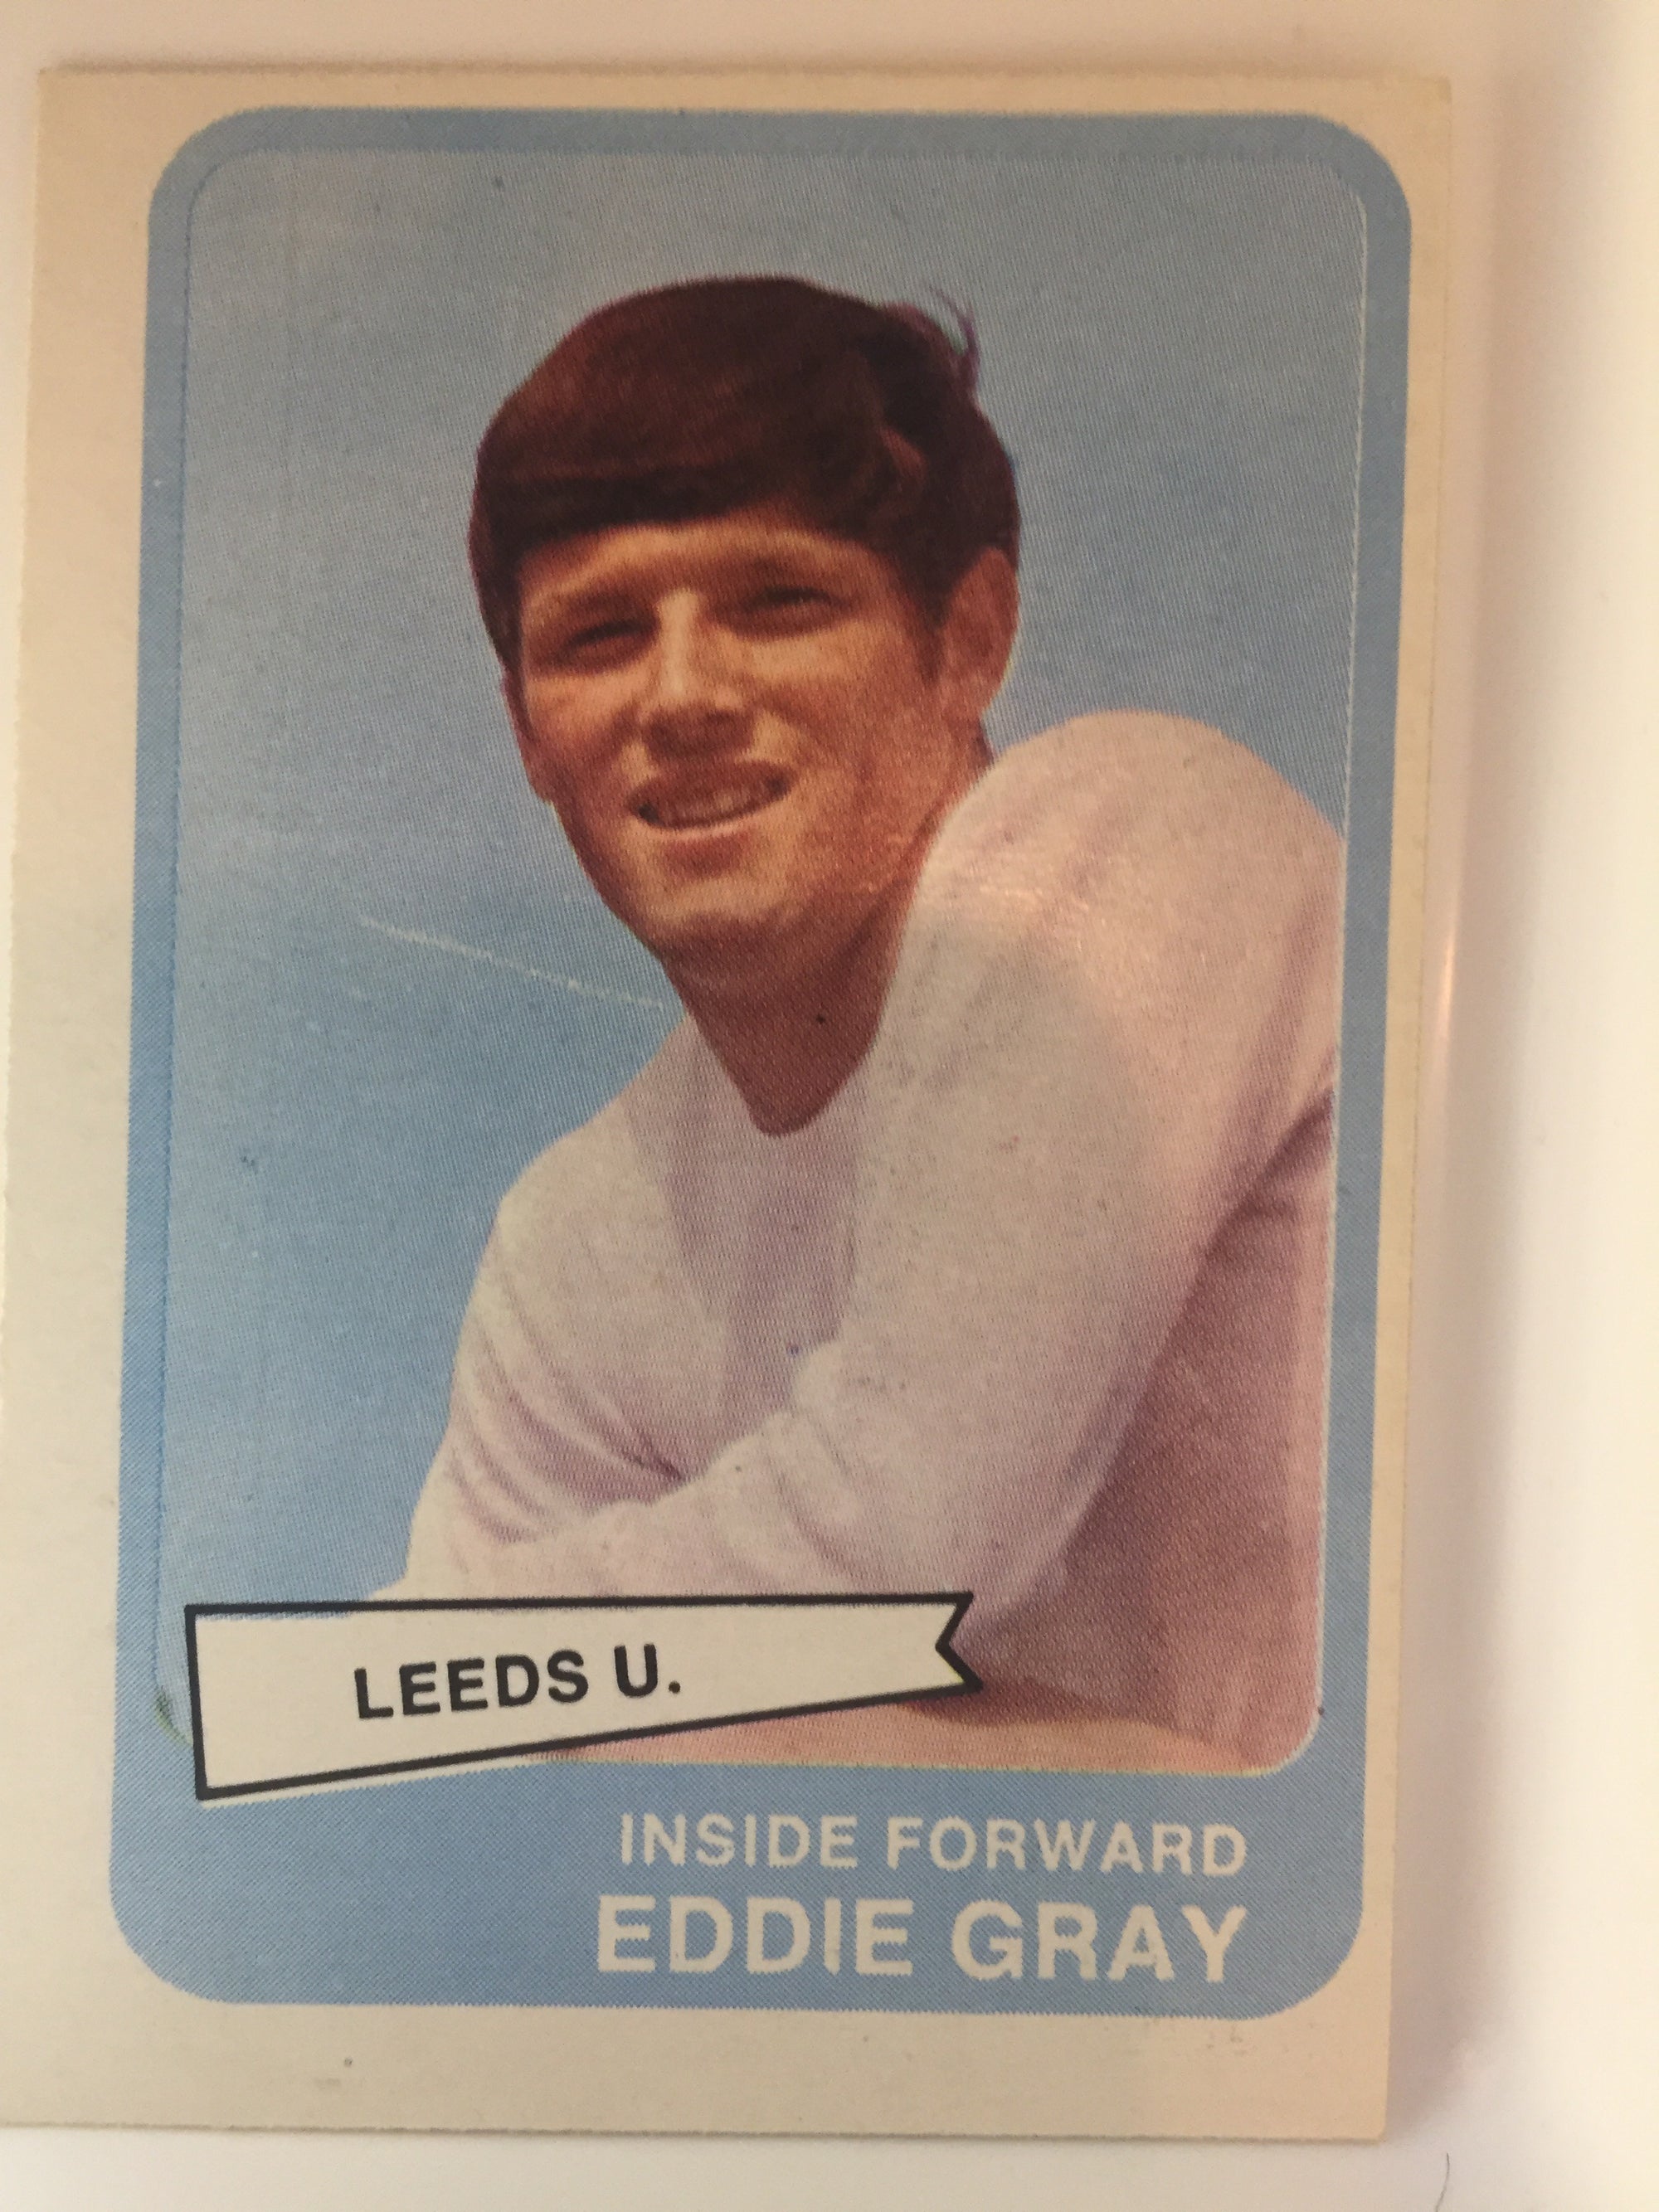 LEEDS U.
INSIDE FORWARD
EDDIE GRAY